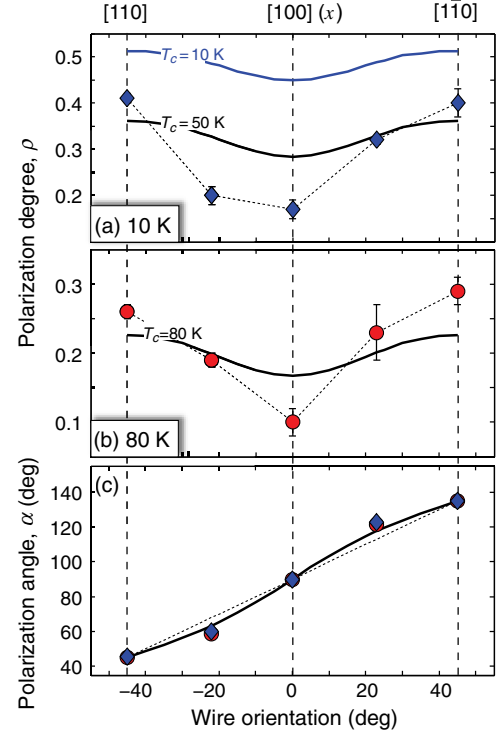 [110] [100] (x) [11̄0]
0.5
T_c=10 K
0.4
T_c=50 K
0.3
0.2
(a) 10 K
Polarization degree, ρ
0.3
T_c=80 K
0.2
0.1
(b) 80 K
(c)
140
120
100
80
60
40
Polarization angle, α (deg)
−40 −20 0 20 40
Wire orientation (deg)